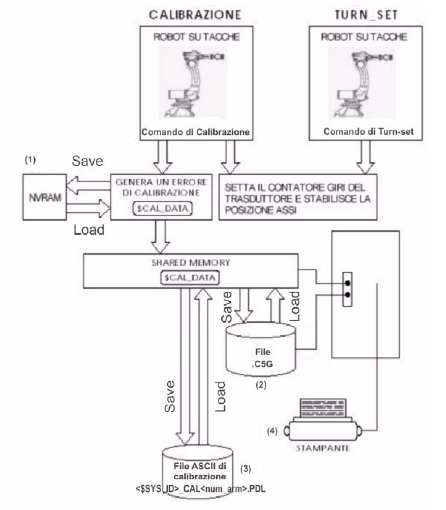 CALIBRAZIONE
TURN_SET
ROBOT SU TACCHE
ROBOT SU TACCHE
Comando di Calibrazione
Comando di Turn-set
(1)
Save
NVRAM
Load
GENERA UN ERRORE
DI CALIBRAZIONE
$CAL_DATA
SETTA IL CONTATORE GIRI DEL
TRASDUTTORE E STABILISCE LA
POSIZIONE ASSI
SHARED MEMORY
$CAL_DATA
Save
Load
File
.C5G
(2)
Save
Load
(4)
STAMPANTE
File ASCII di
calibrazione
(3)
<$SYS_ID>_CAL<num_arm>.PDL